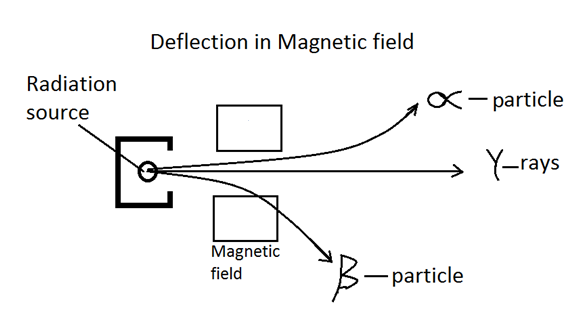 Deflection in Magnetic field
Radiation
source
α — particle
γ — rays
Magnetic
field
β — particle